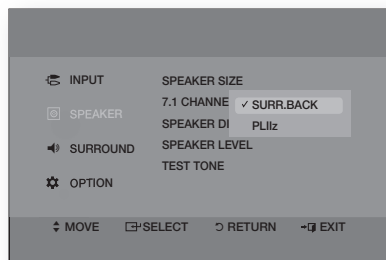 INPUT
SPEAKER
SURROUND
OPTION
SPEAKER SIZE
7.1 CHANNE
SPEAKER DI
SPEAKER LEVEL
TEST TONE
✓ SURR.BACK
PLIIz
MOVE SELECT RETURN EXIT